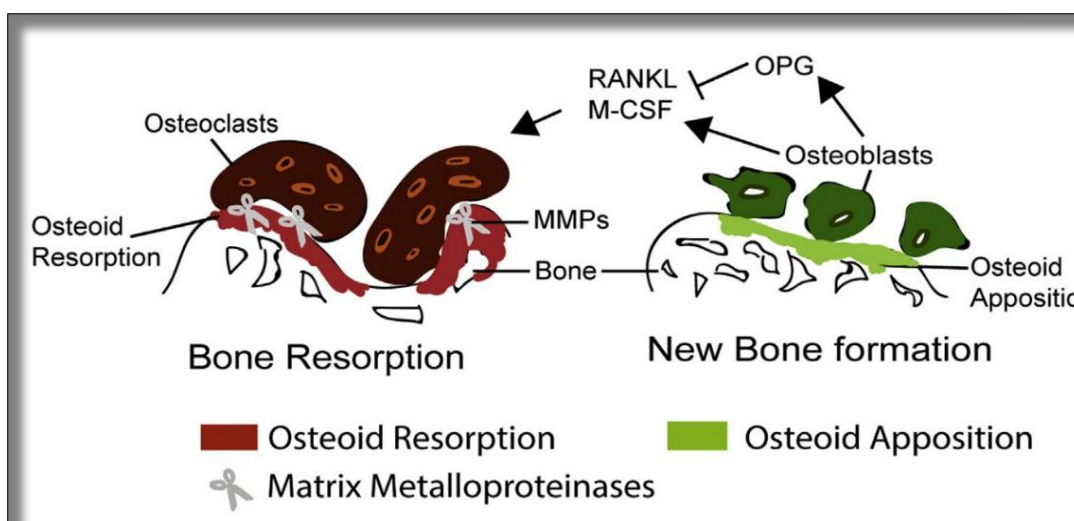 RANKL
M-CSF
OPG
Osteoclasts
Osteoblasts
Osteoid
Resorption
MMPs
Bone
Osteoid
Appositio
Bone Resorption
New Bone formation
Osteoid Resorption
Osteoid Apposition
Matrix Metalloproteinases